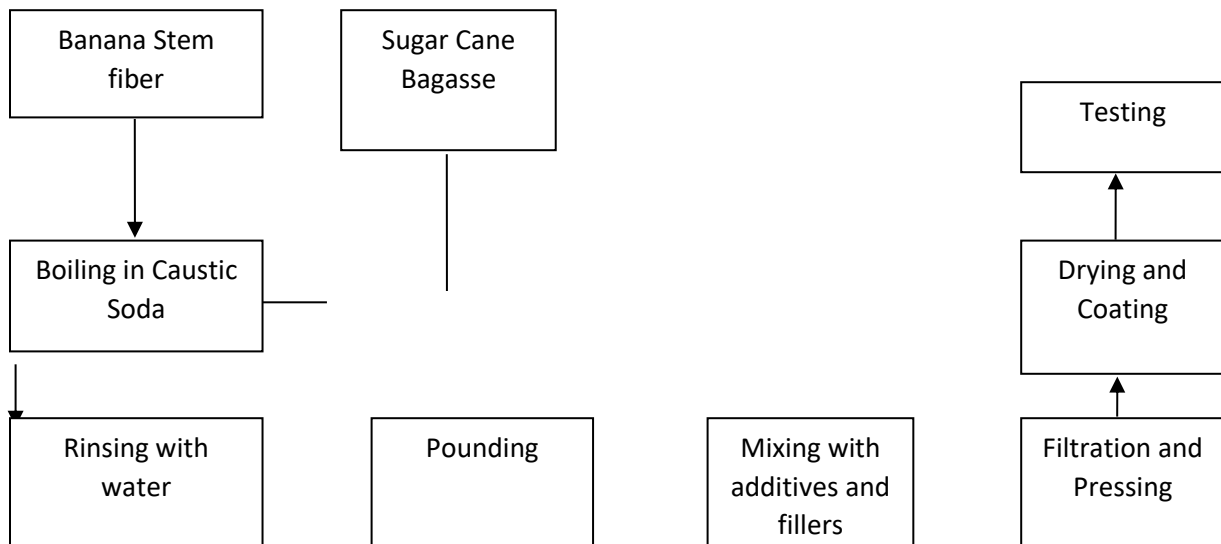 Banana Stem
fiber
Sugar Cane
Bagasse
Testing
Boiling in Caustic
Soda
Drying and
Coating
Rinsing with
water
Pounding
Mixing with
additives and
fillers
Filtration and
Pressing